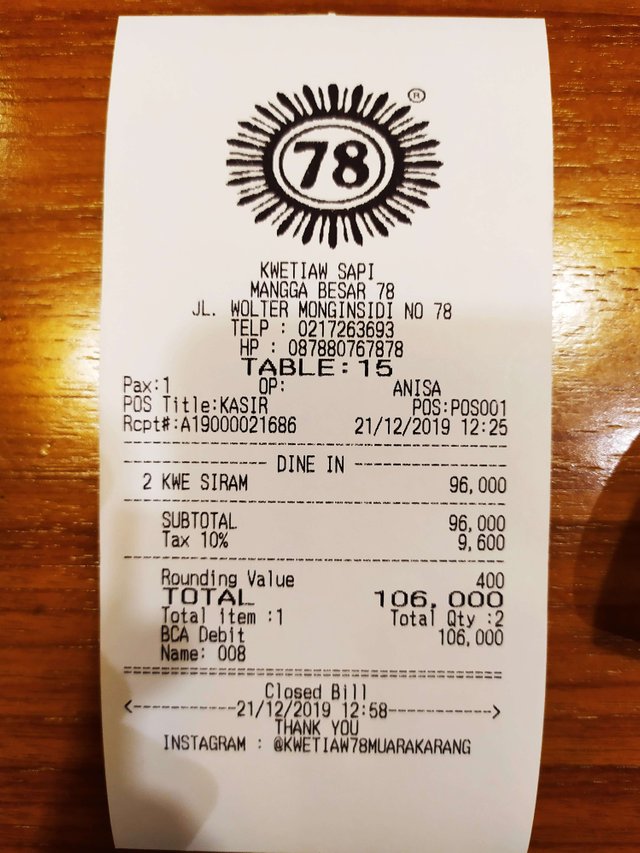 78
®
KWETIAW SAPI
MANGGA BESAR 78
JL. WOLTER MONGINSIDI NO 78
TELP : 0217263693
HP : 087880767878
TABLE:15
Pax:1 OP: ANISA
POS Title:KASIR POS:POS001
Rcpt#:A19000021686 21/12/2019 12:25
DINE IN
2 KWE SIRAM 96,000
SUBTOTAL 96,000
Tax 10% 9,600
Rounding Value 400
TOTAL 106,000
Total item :1 Total Qty :2
BCA Debit 106,000
Name: 008
Closed Bill
<----------21/12/2019 12:58---------->
THANK YOU
INSTAGRAM : @KWETIAW78MUARAKARANG